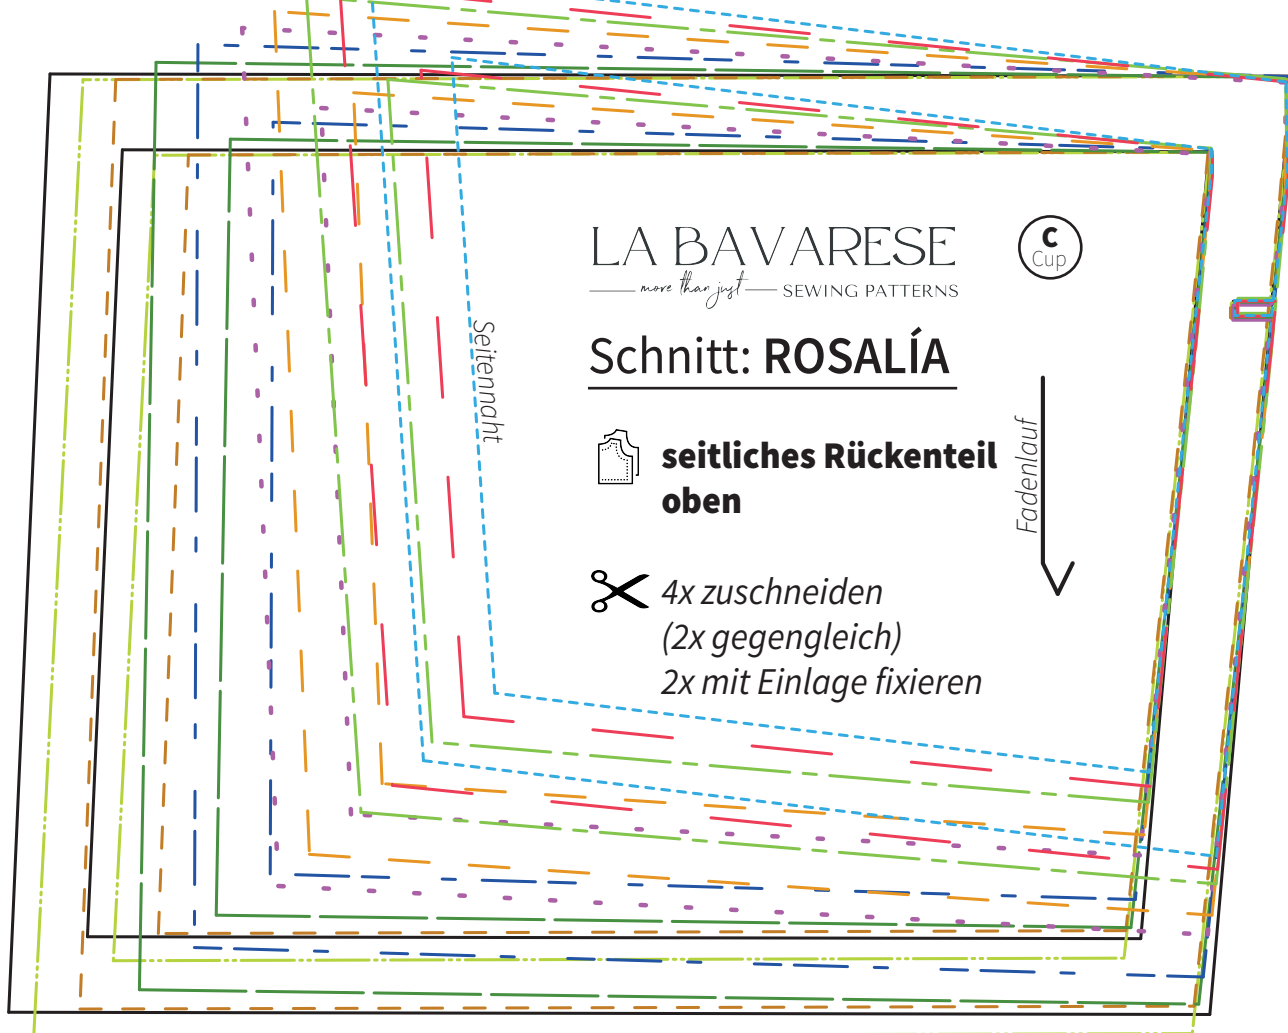 LA BAVARESE
more than just SEWING PATTERNS
C
Cup
Schnitt: ROSALÍA
Seitennaht
seitliches Rückenteil
oben
Fadenlauf
4x zuschneiden
(2x gegengleich)
2x mit Einlage fixieren